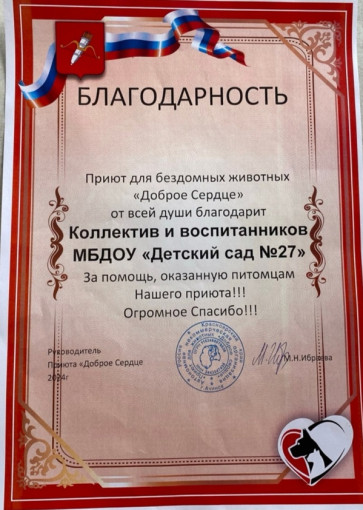 БЛАГОДАРНОСТЬ
Приют для бездомных животных
«Доброе Сердце»
от всей души благодарит
Коллектив и воспитанников
МБДОУ «Детский сад №27»
За помощь, оказанную питомцам
Нашего приюта!!!
Огромное Спасибо!!!
Руководитель
Приюта «Доброе Сердце
2024г